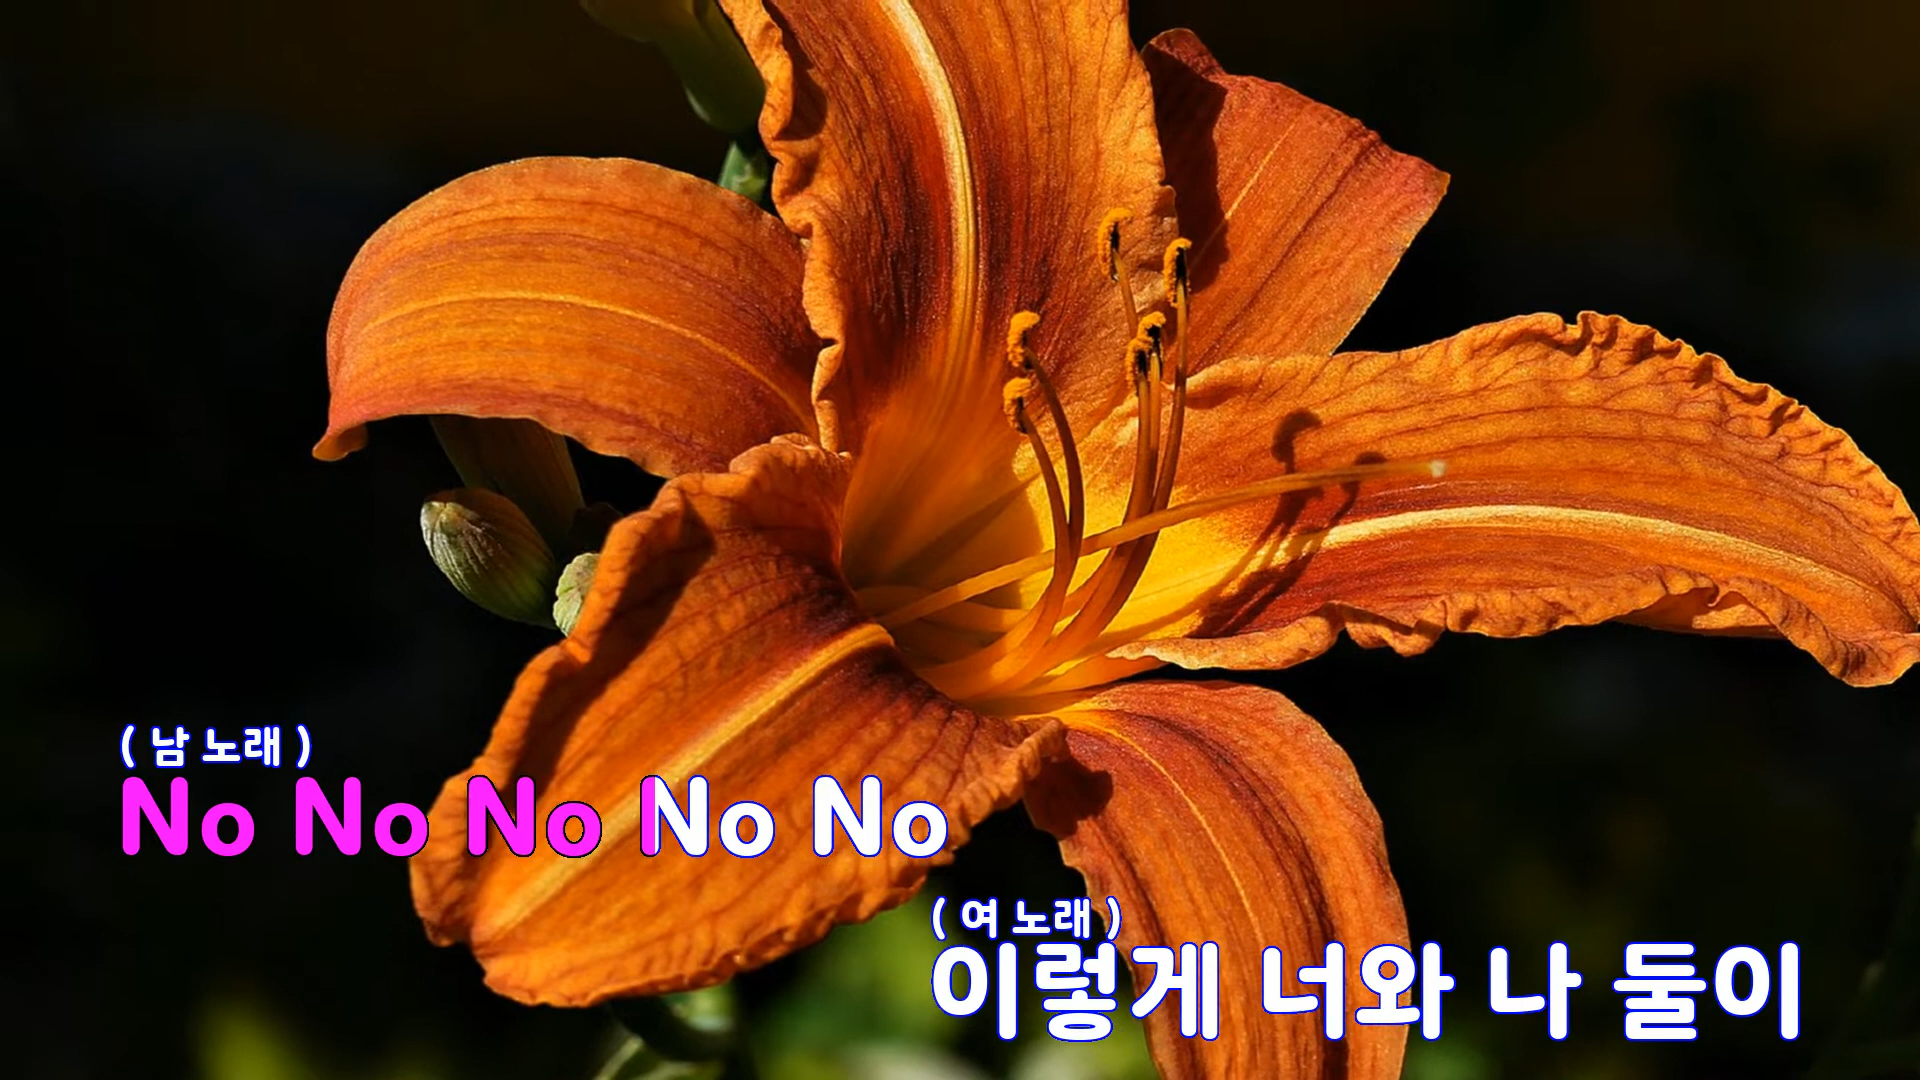 ( 남 노래 )
No No No No No
( 여 노래 )
이렇게 너와 나 둘이